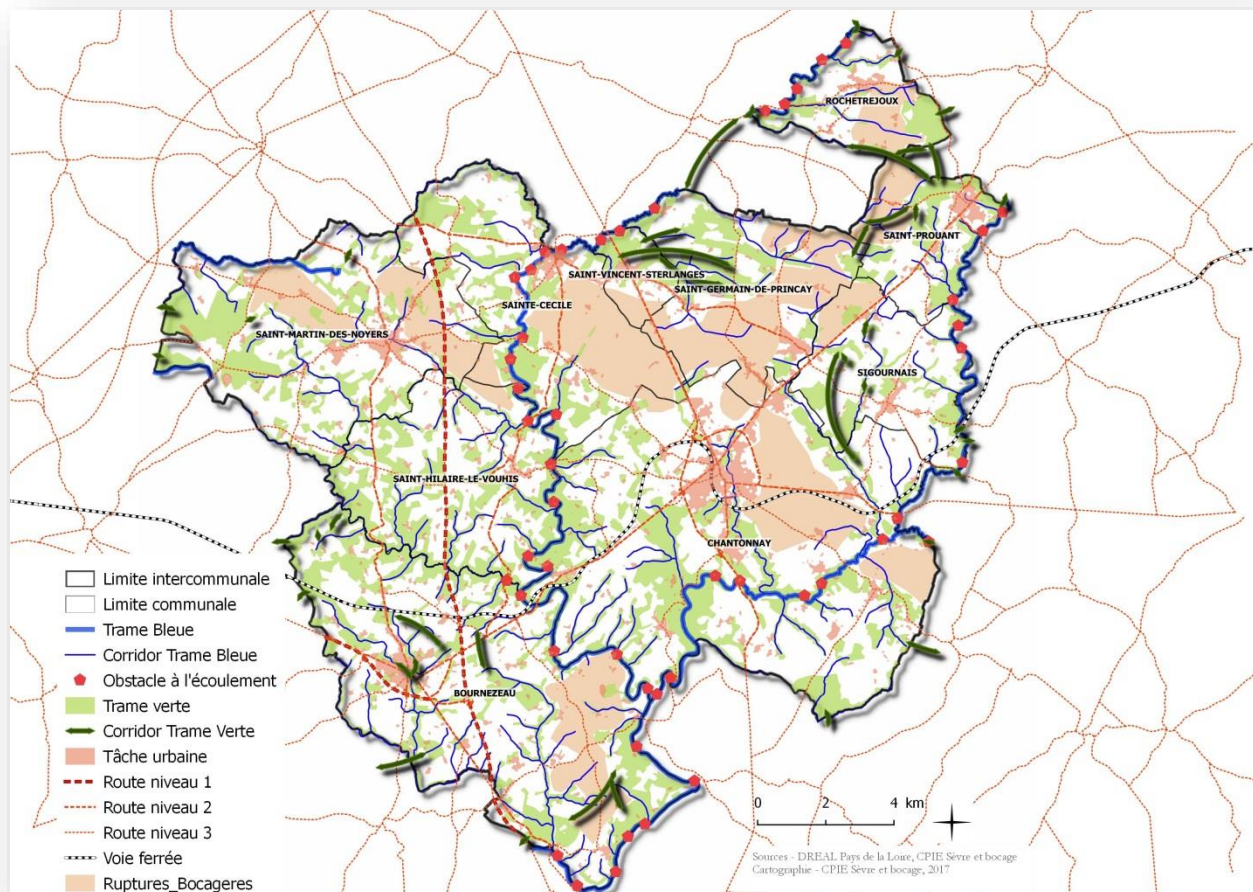 ROCHETREJOUX
SAINT-PROUANT
SAINT-VINCENT-STERLANGES
SAINT-GERMAIN-DE-PRINCAY
SAINTE-CECILE
SAINT-MARTIN-DES-NOYERS
SIGOURNAIS
SAINT-HILAIRE-LE-VOUHIS
CHANTONNAY
BOURNEZEAU
Limite intercommunale
Limite communale
Trame Bleue
Corridor Trame Bleue
Obstacle à l'écoulement
Trame verte
Corridor Trame Verte
Tâche urbaine
Route niveau 1
Route niveau 2
Route niveau 3
Voie ferrée
Ruptures_Bocageres
0 2 4 km
Sources - DREAL Pays de la Loire, CPIE Sèvre et bocage
Cartographie - CPIE Sèvre et bocage, 2017